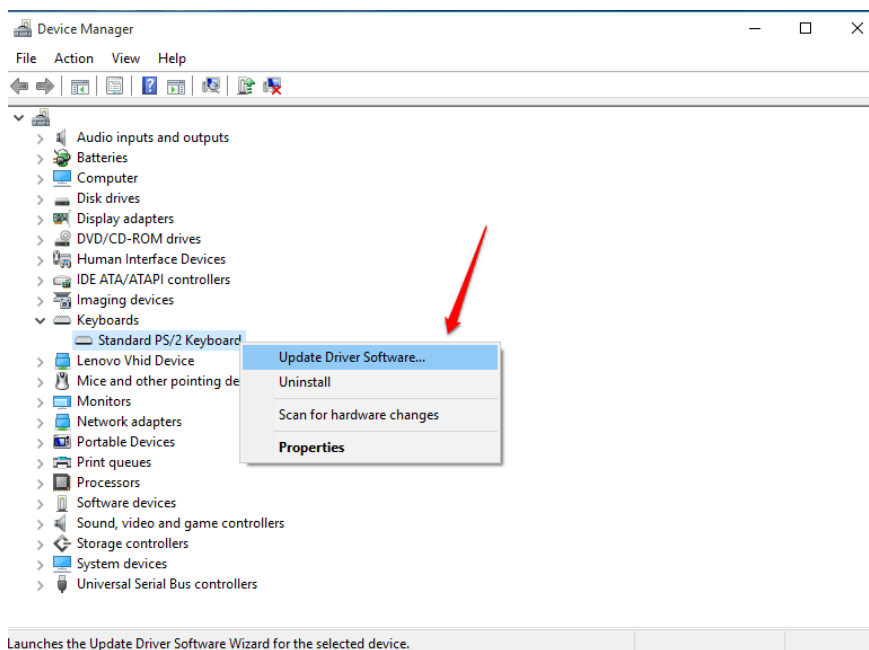 Device Manager
File Action View Help
Audio inputs and outputs
Batteries
Computer
Disk drives
Display adapters
DVD/CD-ROM drives
Human Interface Devices
IDE ATA/ATAPI controllers
Imaging devices
Keyboards
Standard PS/2 Keyboard
Lenovo Vhid Device
Mice and other pointing de
Monitors
Network adapters
Portable Devices
Print queues
Processors
Software devices
Sound, video and game controllers
Storage controllers
System devices
Universal Serial Bus controllers
Update Driver Software...
Uninstall
Scan for hardware changes
Properties
Launches the Update Driver Software Wizard for the selected device.